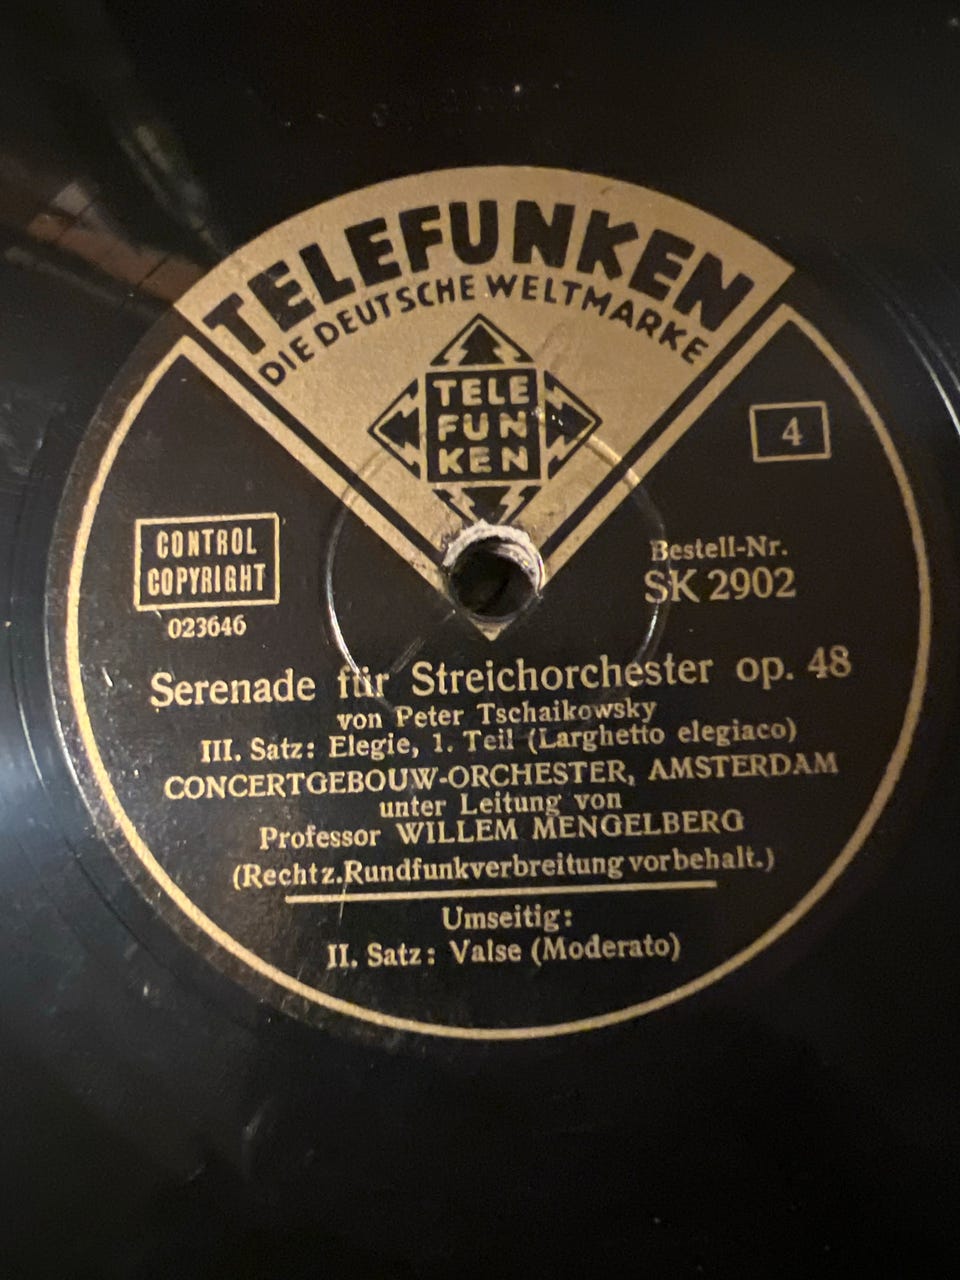 TELEFUNKEN
DIE DEUTSCHE WELTMARKE
TELE
FUN
KEN
4
CONTROL
COPYRIGHT
023646
Bestell-Nr.
SK 2902
Serenade für Streichorchester op. 48
von Peter Tschaikowsky
III. Satz: Elegie, 1. Teil (Larghetto elegiaco)
CONCERTGEBOUW-ORCHESTER, AMSTERDAM
unter Leitung von
Professor WILLEM MENGELBERG
(Recht z. Rundfunkverbreitung vorbehalt.)
Umseitig:
II. Satz: Valse (Moderato)